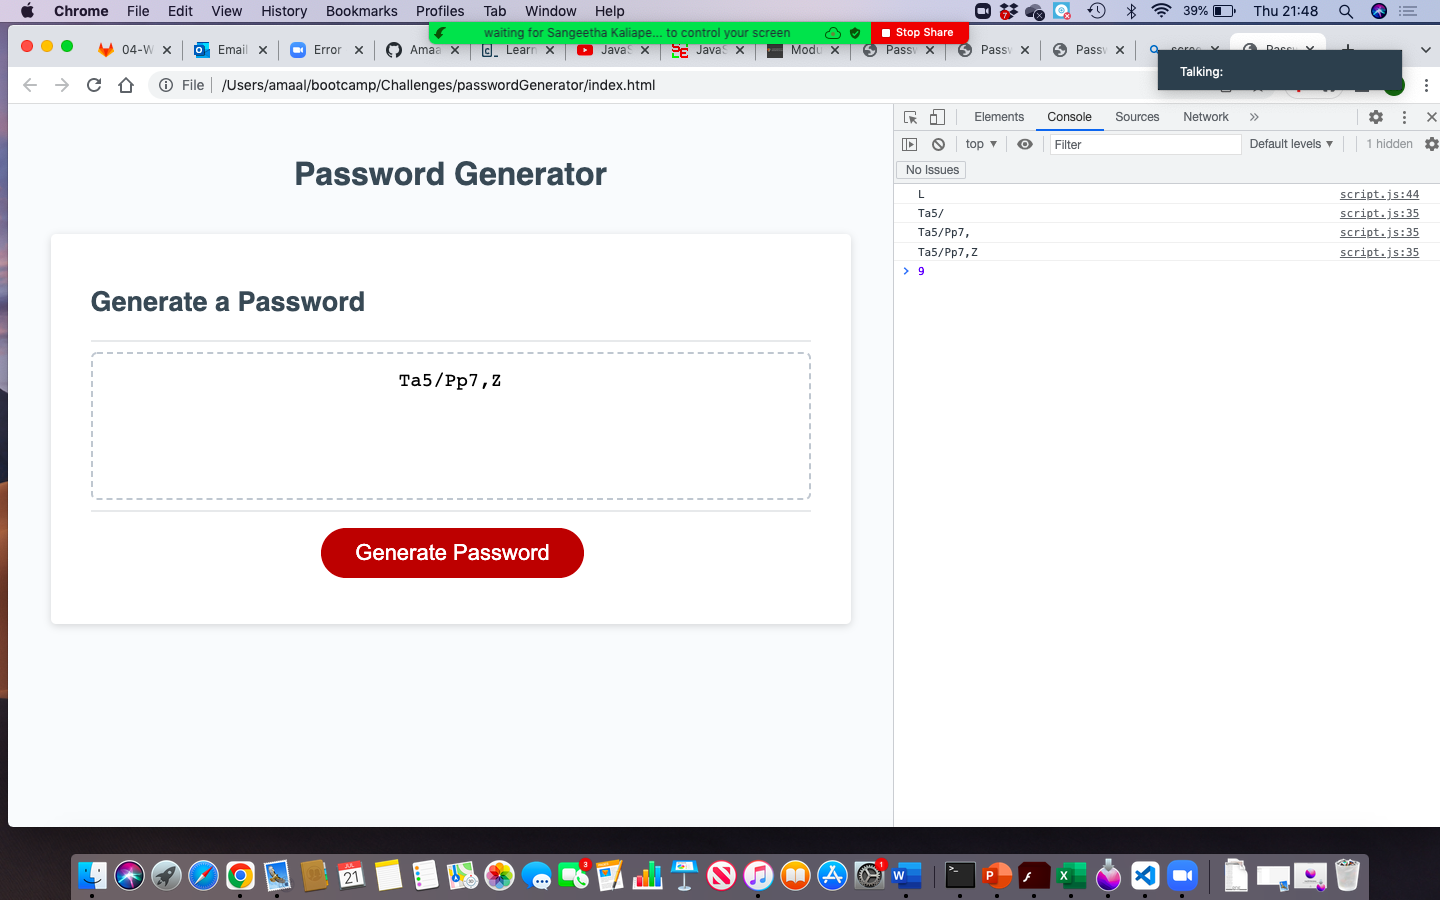 Chrome File Edit View History Bookmarks Profiles Tab Window Help 39% Thu 21:48
waiting for Sangeetha Kaliape... to control your screen Stop Share
04-W Email Error Amaa Learn JavaS JavaS Modu Passw Passw Passw
Talking:
File /Users/amaal/bootcamp/Challenges/passwordGenerator/index.html
Elements Console Sources Network »
top Filter Default levels 1 hidden
No Issues
L script.js:44
Ta5/ script.js:35
Ta5/Pp7, script.js:35
Ta5/Pp7,Z script.js:35
> 9
Password Generator
Generate a Password
Ta5/Pp7,Z
Generate Password
JUL
21
3
1